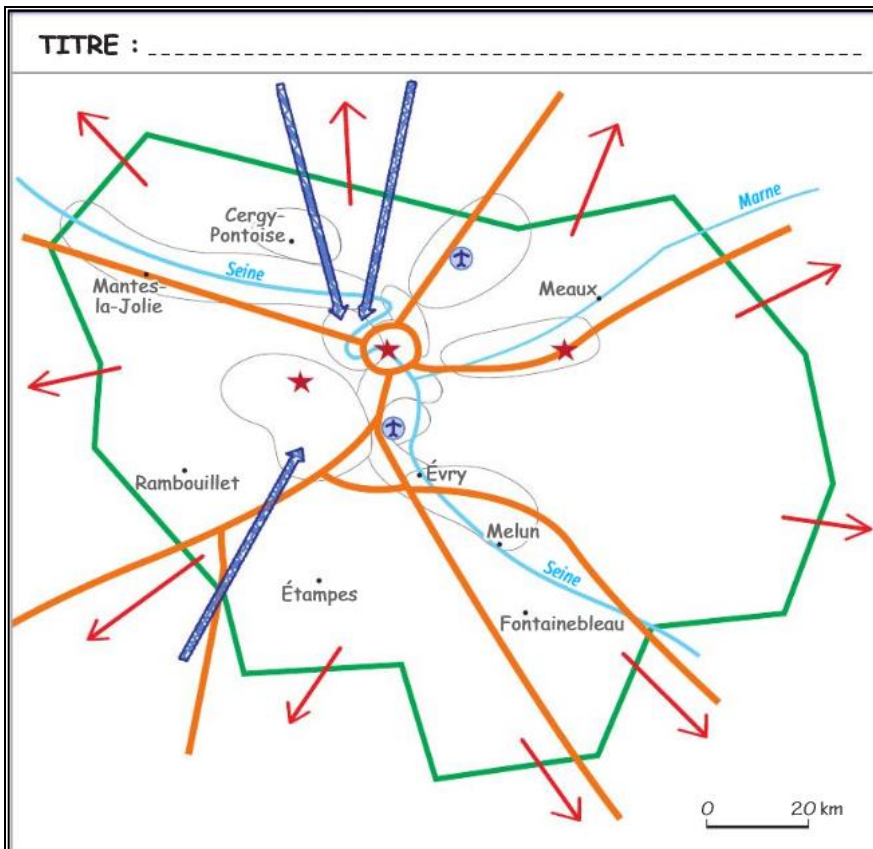 TITRE :
Marne
Cergy-
Pontoise
Seine
Mantes-
la-Jolie
Meaux
Rambouillet
Évry
Melun
Étampes
Seine
Fontainebleau
0 20 km